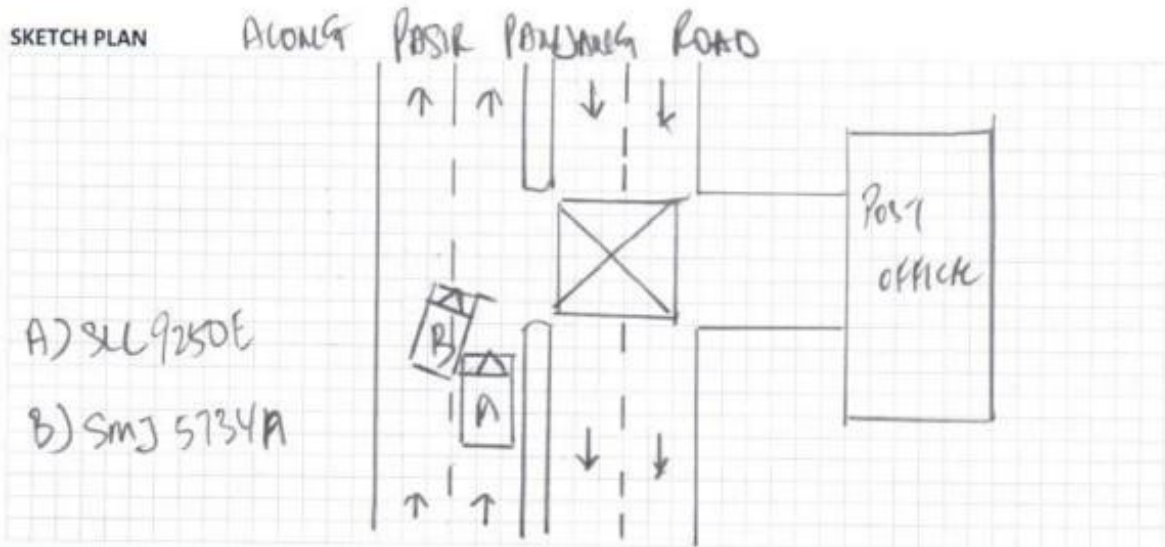 SKETCH PLAN
ALONG PASIR PANJANG ROAD
POST
OFFICE
B
A
A) SLL 9250E
B) SMJ 5734A